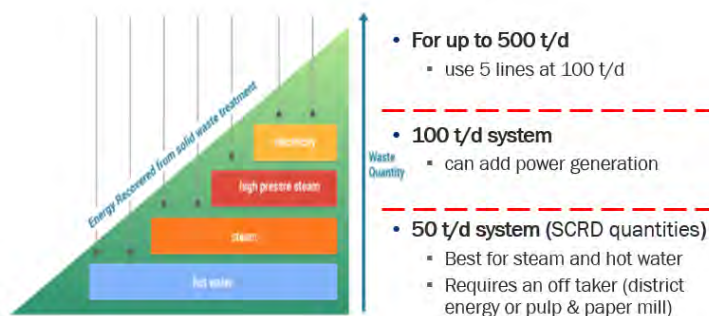 Energy Recovered from solid waste treatment
electricity
high pressure steam
steam
hot water
Waste
Quantity
• For up to 500 t/d
▪ use 5 lines at 100 t/d
• 100 t/d system
▪ can add power generation
• 50 t/d system (SCRD quantities)
▪ Best for steam and hot water
▪ Requires an off taker (district
energy or pulp & paper mill)